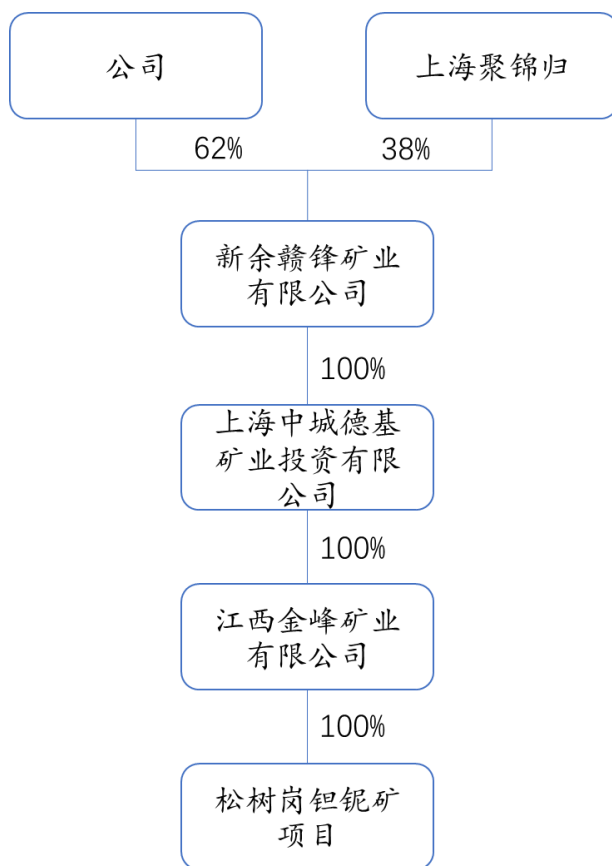 公司
上海聚锦归
62%
38%
新余赣锋矿业
有限公司
100%
上海中城德基
矿业投资有限
公司
100%
江西金峰矿业
有限公司
100%
松树岗钽铌矿
项目